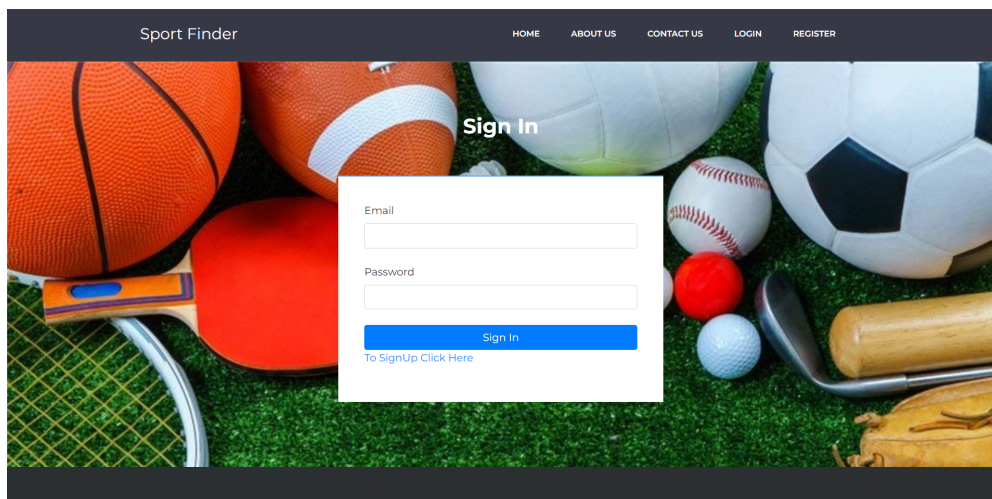 Sport Finder HOME ABOUT US CONTACT US LOGIN REGISTER
Sign In
Email
Password
Sign In
To SignUp Click Here